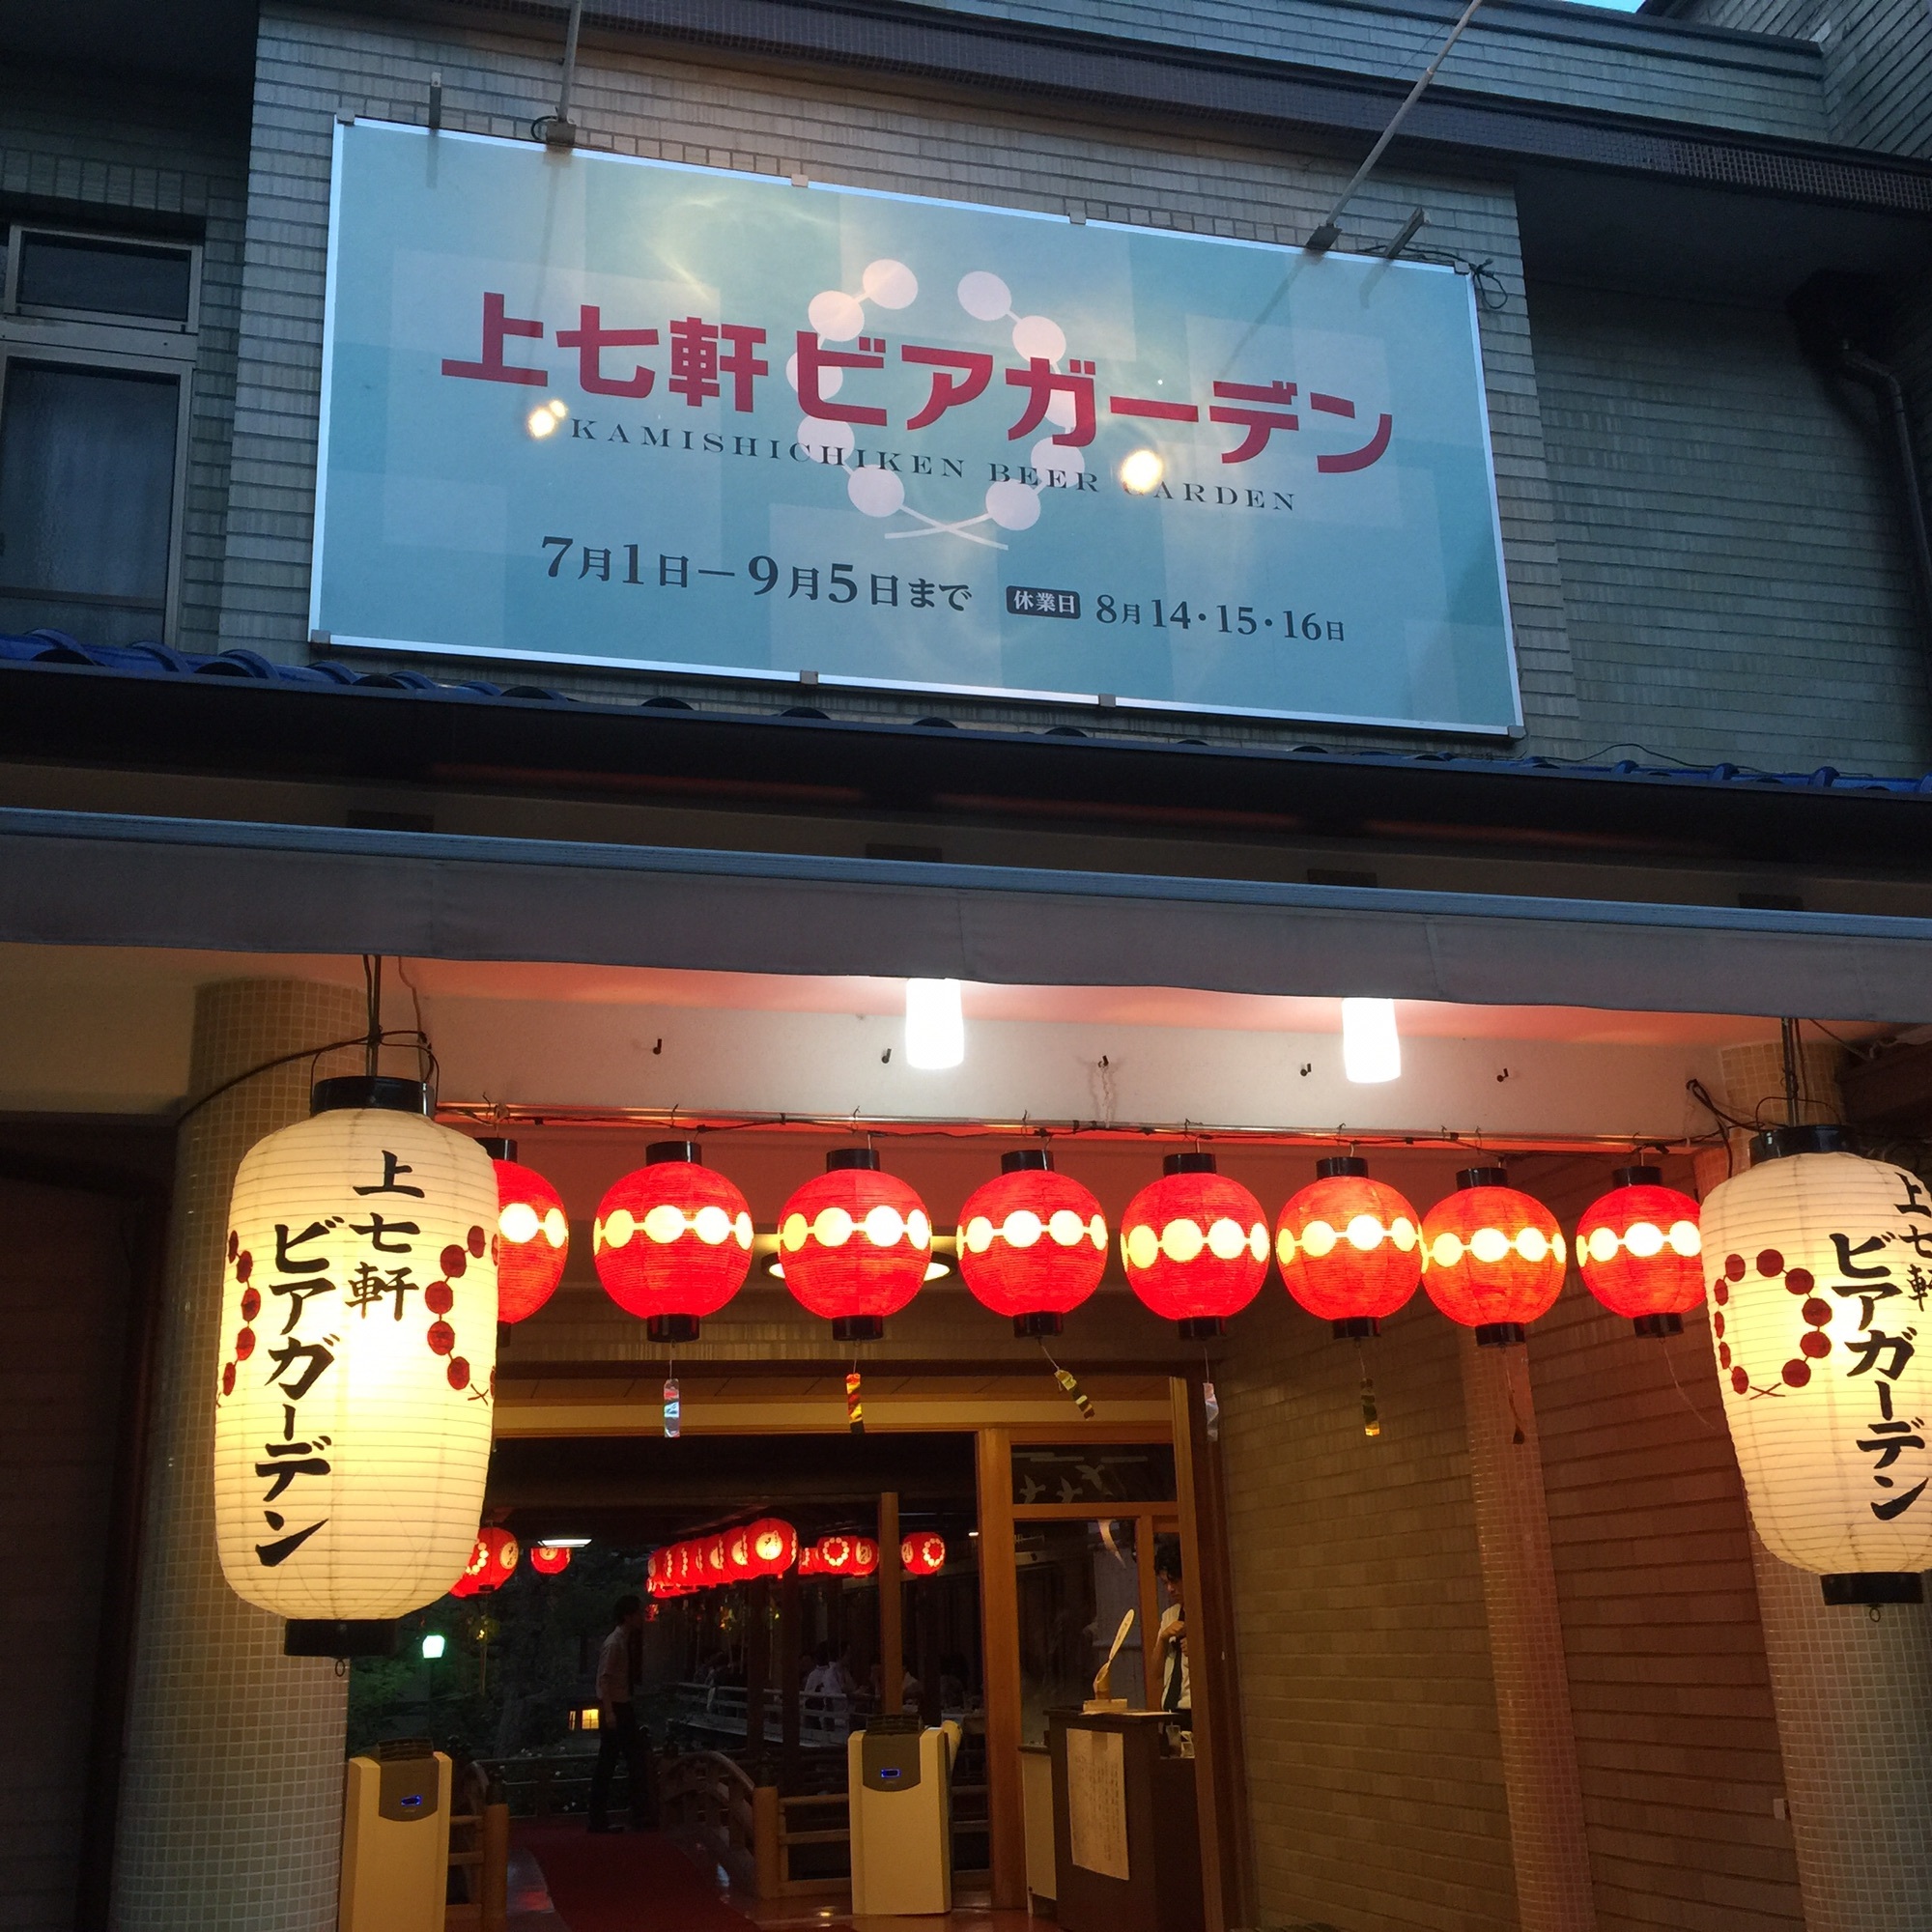 上七軒 ビアガーデン
KAMISHICHIKEN BEER GARDEN
7月1日－9月5日まで 休業日 8月14・15・16日
上七軒
ビアガーデン
上七軒
ビアガーデン